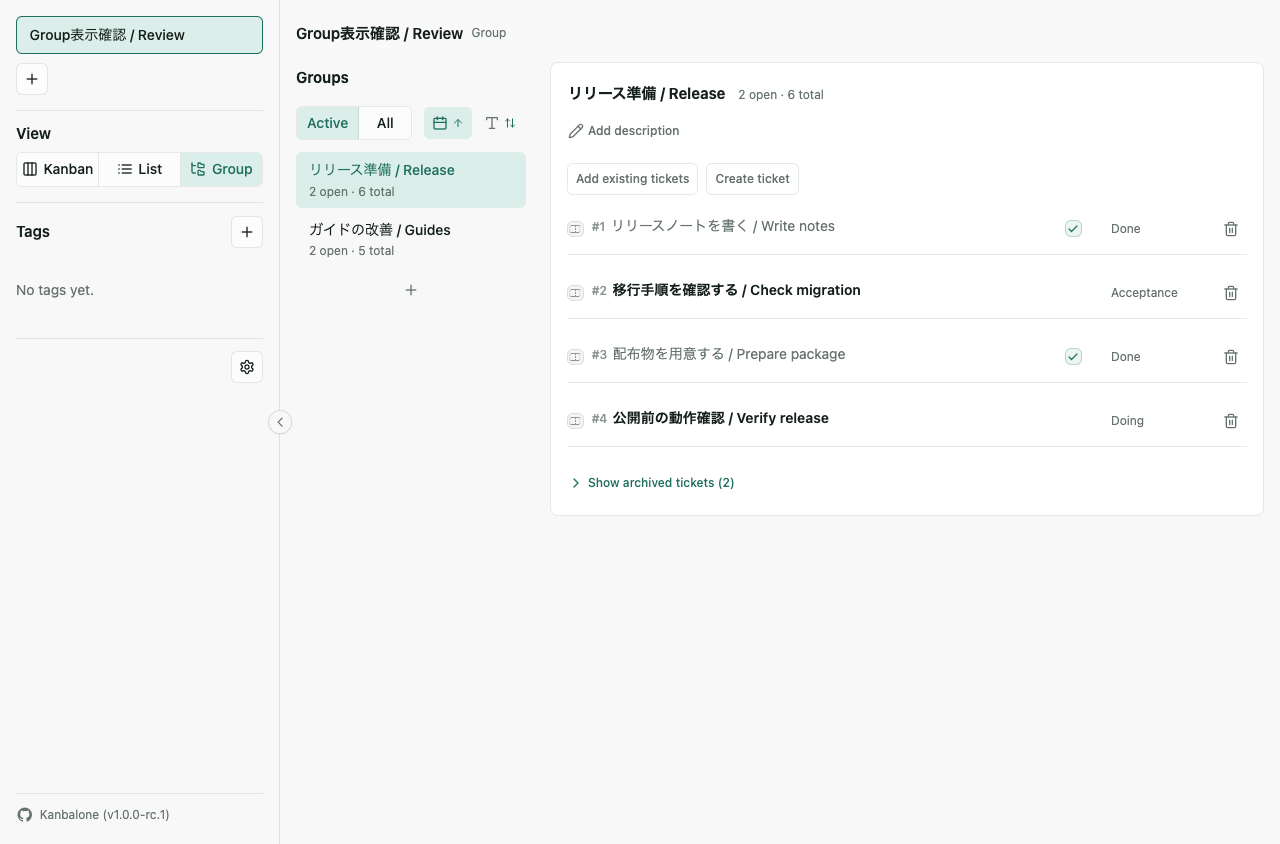 Group表示確認 / Review
View
Kanban
List
Group
Tags
No tags yet.
Kanbalone (v1.0.0-rc.1)
Group表示確認 / Review Group
Groups
Active
All
リリース準備 / Release
2 open · 6 total
ガイドの改善 / Guides
2 open · 5 total
リリース準備 / Release 2 open · 6 total
Add description
Add existing tickets
Create ticket
#1 リリースノートを書く / Write notes Done
#2 移行手順を確認する / Check migration Acceptance
#3 配布物を用意する / Prepare package Done
#4 公開前の動作確認 / Verify release Doing
Show archived tickets (2)